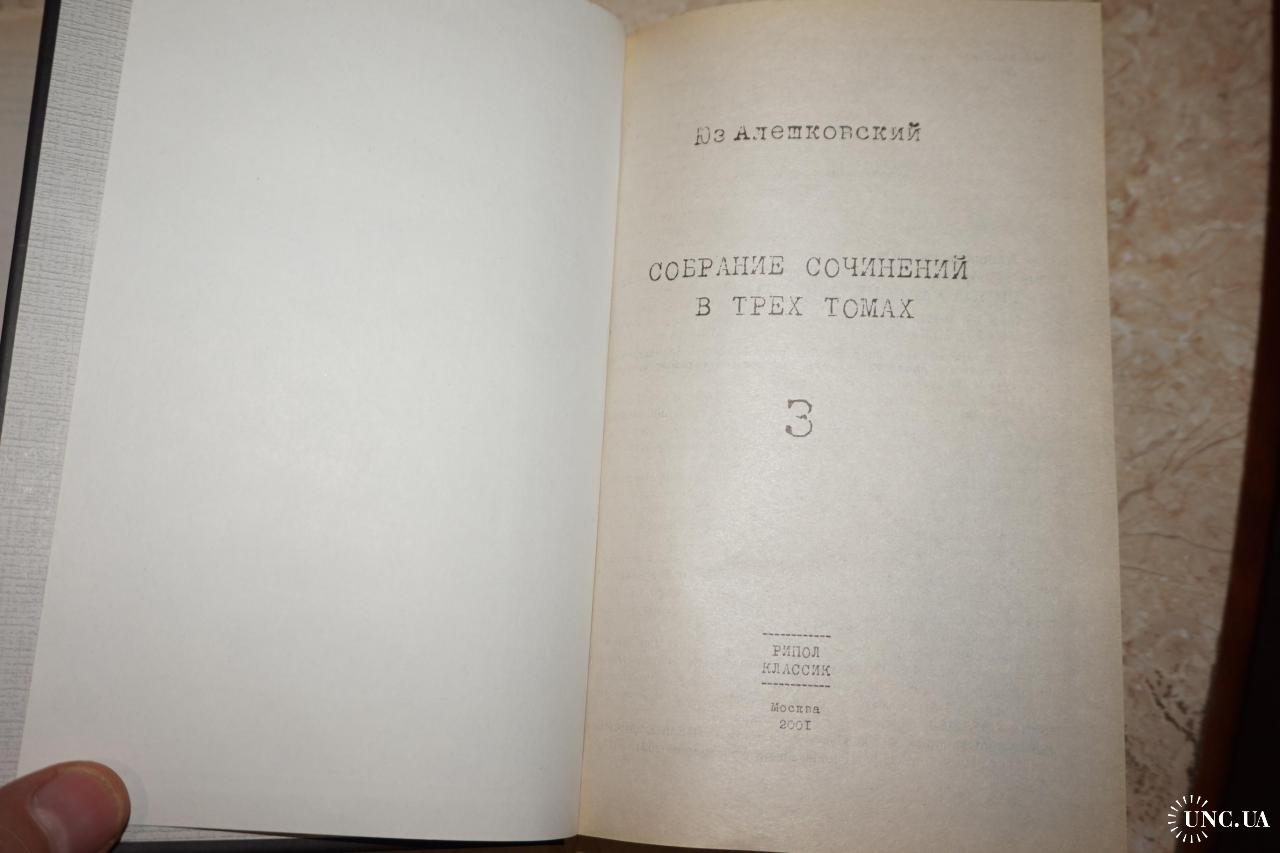 Юз Алешковский
СОБРАНИЕ СОЧИНЕНИЙ
В ТРЕХ ТОМАХ
3
РИПОЛ
КЛАССИК
Москва
2001
UNC.UA